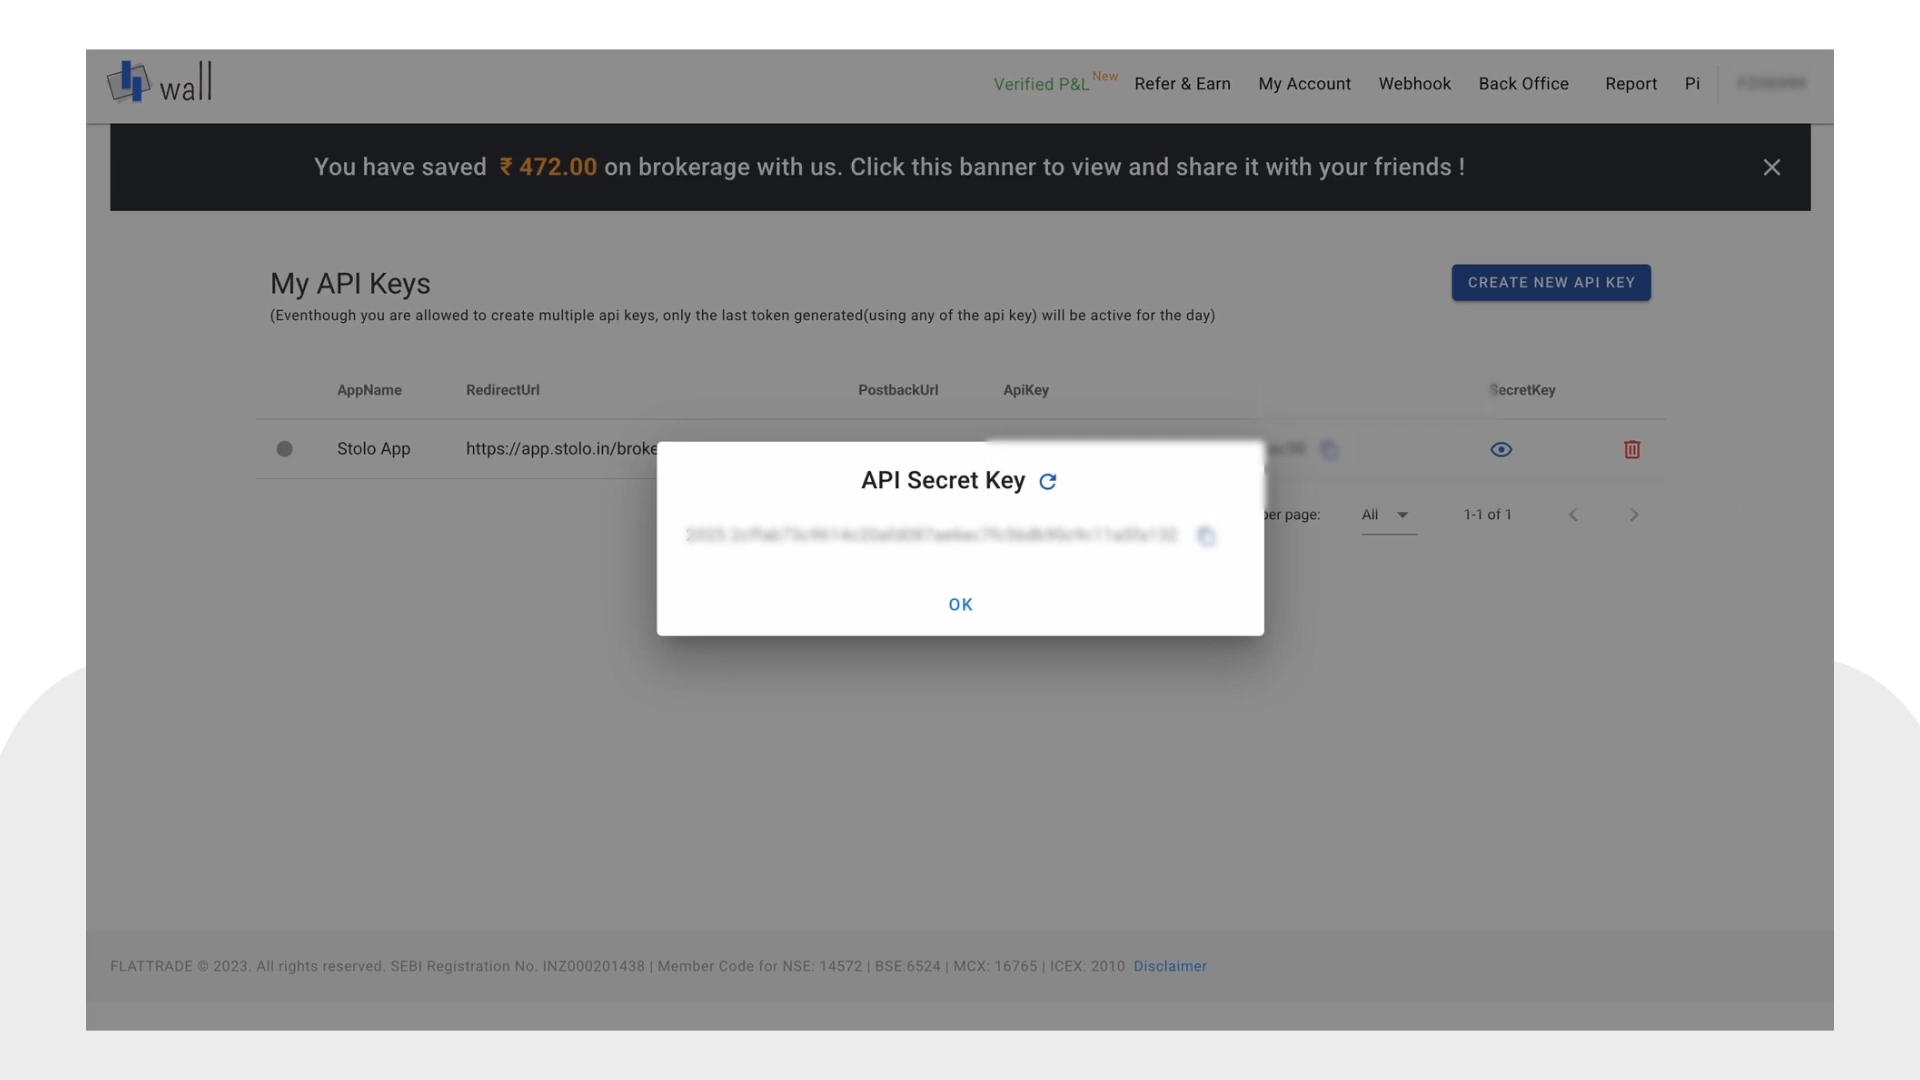 wall
Verified P&L New Refer & Earn My Account Webhook Back Office Report Pi
You have saved ₹ 472.00 on brokerage with us. Click this banner to view and share it with your friends !
My API Keys
CREATE NEW API KEY
(Eventhough you are allowed to create multiple api keys, only the last token generated(using any of the api key) will be active for the day)
AppName RedirectUrl PostbackUrl ApiKey SecretKey
Stolo App https://app.stolo.in/broke
API Secret Key
per page: All 1-1 of 1
OK
FLATTRADE © 2023. All rights reserved. SEBI Registration No. INZ000201438 | Member Code for NSE: 14572 | BSE:6524 | MCX: 16765 | ICEX: 2010 Disclaimer